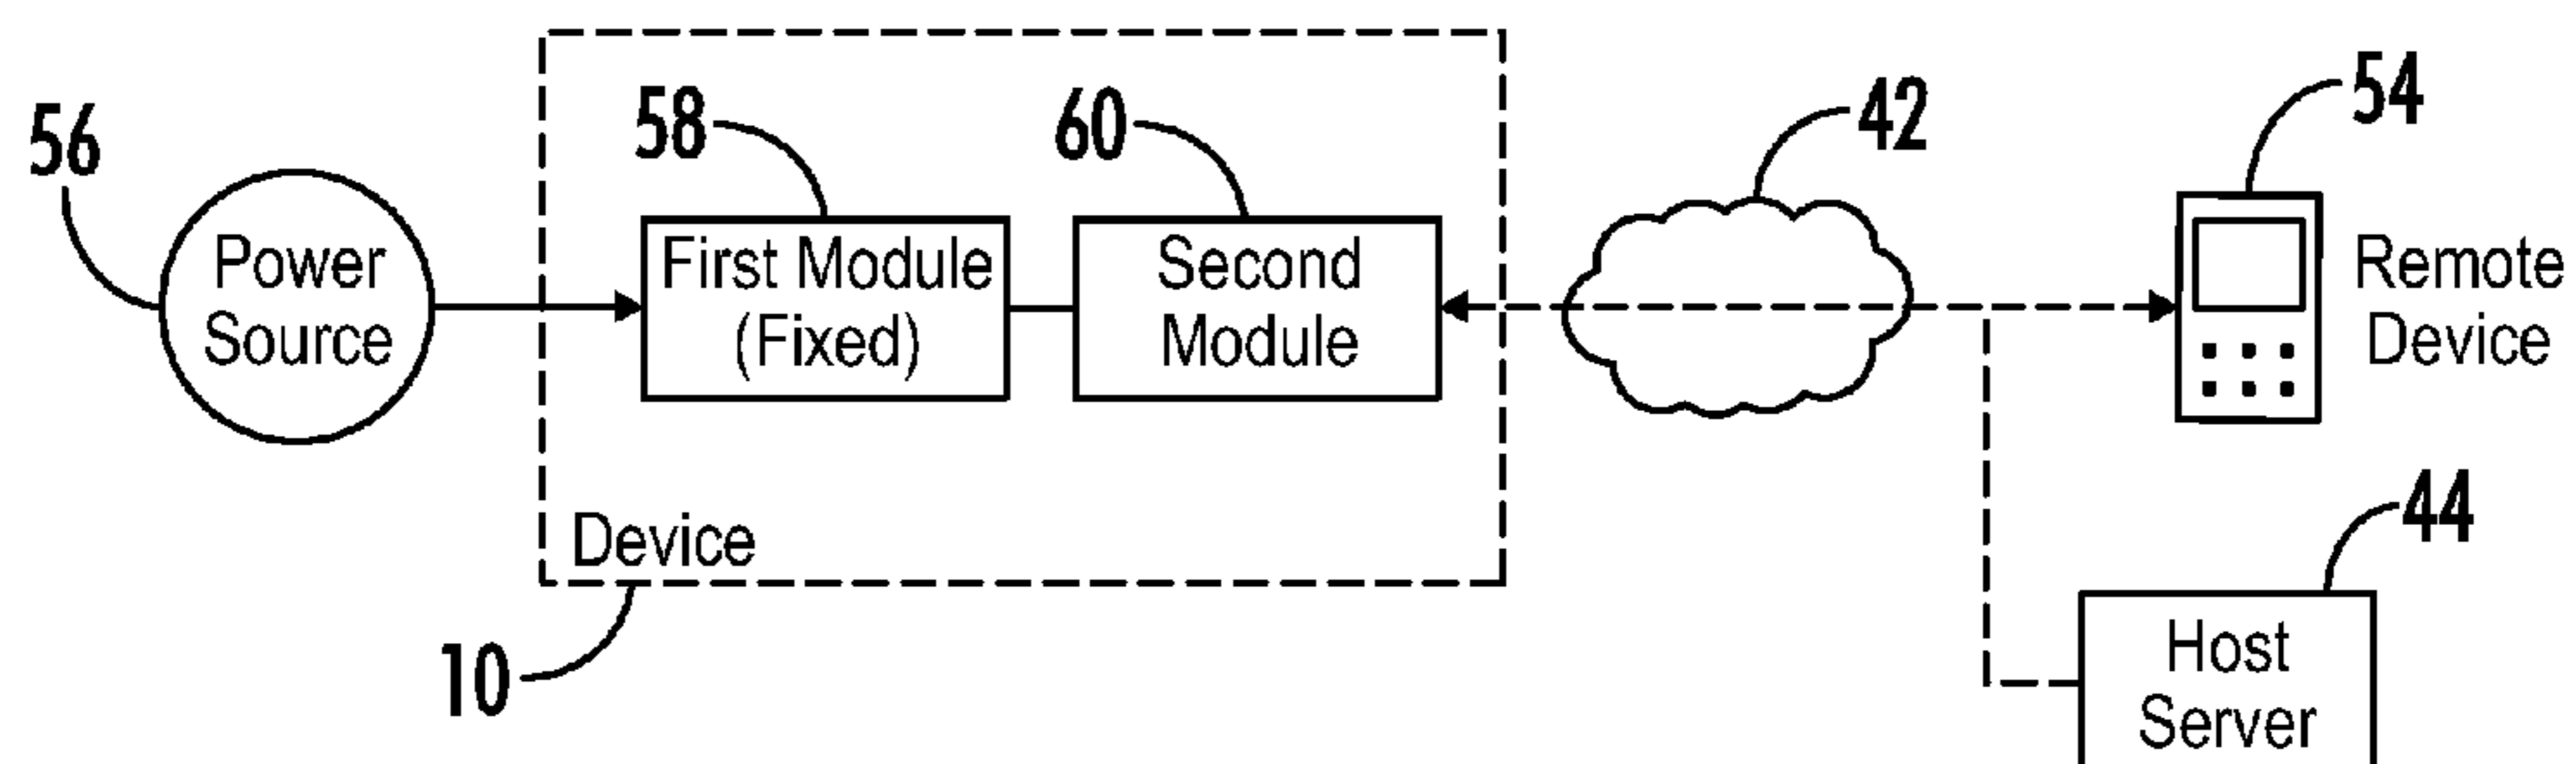 56
Power
Source
58
First Module
(Fixed)
60
Second
Module
Device
10
42
54
Remote
Device
44
Host
Server